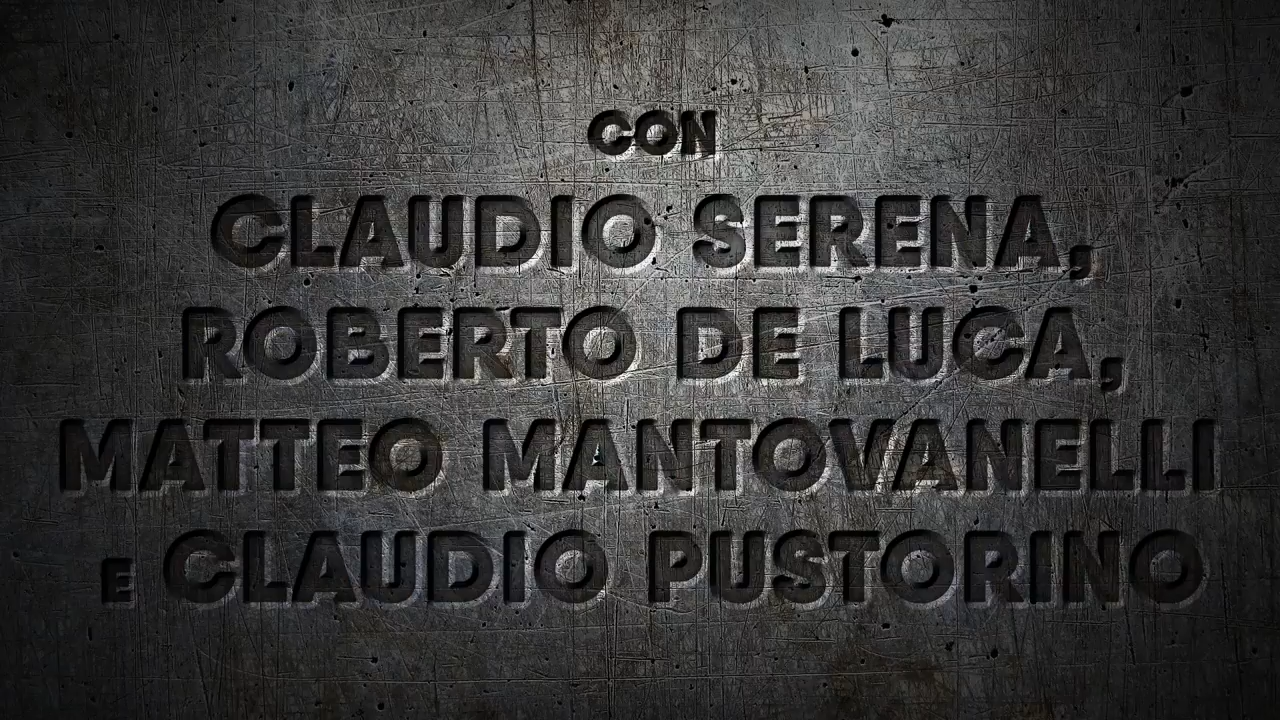 CON
CLAUDIO SERENA,
ROBERTO DE LUCA,
MATTEO MANTOVANELLI
E CLAUDIO PUSTORINO